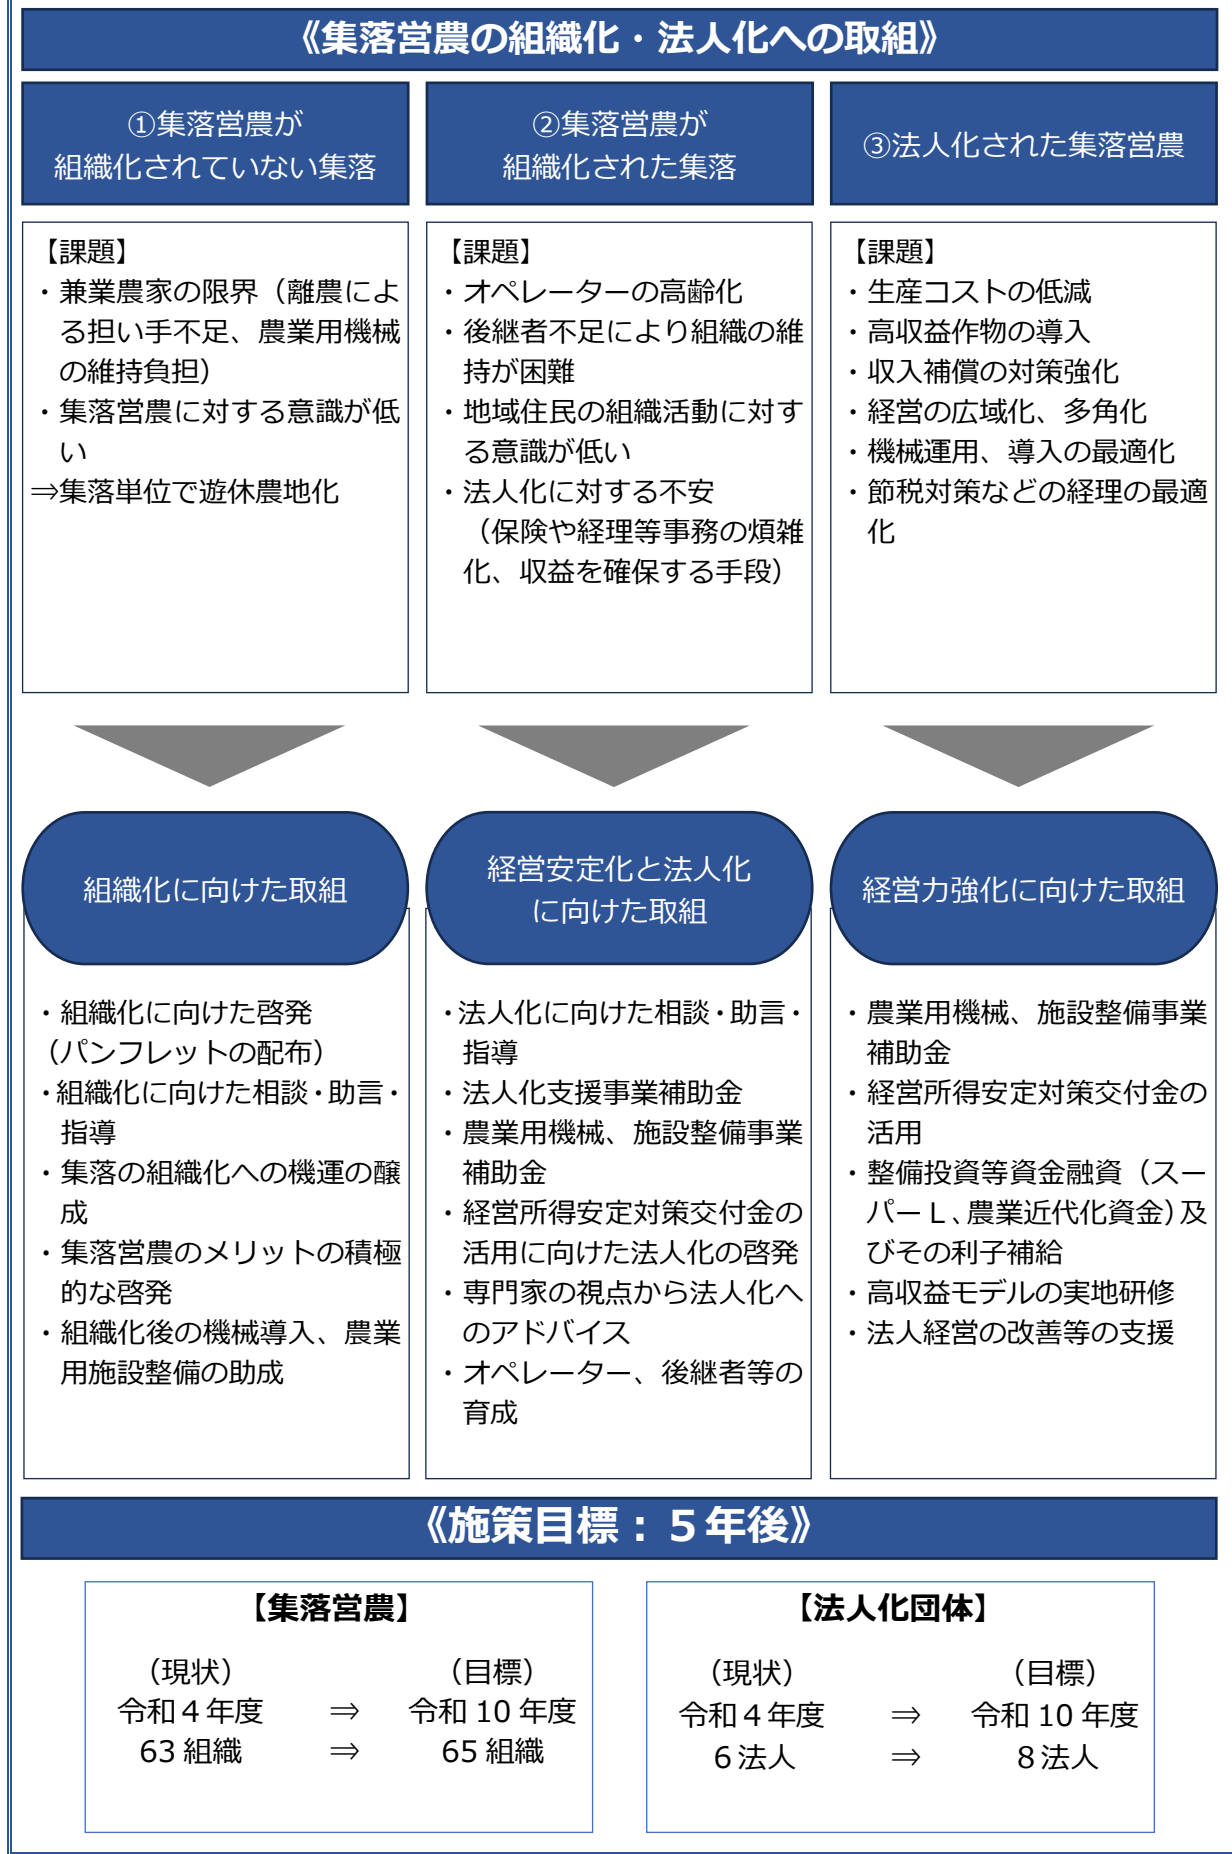 《集落営農の組織化・法人化への取組》
①集落営農が
組織化されていない集落
【課題】
・兼業農家の限界（離農によ
る担い手不足、農業用機械
の維持負担）
・集落営農に対する意識が低
い
⇒集落単位で遊休農地化
組織化に向けた取組
・組織化に向けた啓発
（パンフレットの配布）
・組織化に向けた相談・助言・
指導
・集落の組織化への機運の醸
成
・集落営農のメリットの積極
的な啓発
・組織化後の機械導入、農業
用施設整備の助成
②集落営農が
組織化された集落
【課題】
・オペレーターの高齢化
・後継者不足により組織の維
持が困難
・地域住民の組織活動に対す
る意識が低い
・法人化に対する不安
（保険や経理等事務の煩雑
化、収益を確保する手段）
経営安定化と法人化
に向けた取組
・法人化に向けた相談・助言・
指導
・法人化支援事業補助金
・農業用機械、施設整備事業
補助金
・経営所得安定対策交付金の
活用に向けた法人化の啓発
・専門家の視点から法人化へ
のアドバイス
・オペレーター、後継者等の
育成
③法人化された集落営農
【課題】
・生産コストの低減
・高収益作物の導入
・収入補償の対策強化
・経営の広域化、多角化
・機械運用、導入の最適化
・節税対策などの経理の最適
化
経営力強化に向けた取組
・農業用機械、施設整備事業
補助金
・経営所得安定対策交付金の
活用
・整備投資等資金融資（スー
パーＬ、農業近代化資金）及
びその利子補給
・高収益モデルの実地研修
・法人経営の改善等の支援
《施策目標：５年後》
【集落営農】
（現状） （目標）
令和４年度 ⇒ 令和 10 年度
63 組織 ⇒ 65 組織
【法人化団体】
（現状） （目標）
令和４年度 ⇒ 令和 10 年度
６法人 ⇒ ８法人